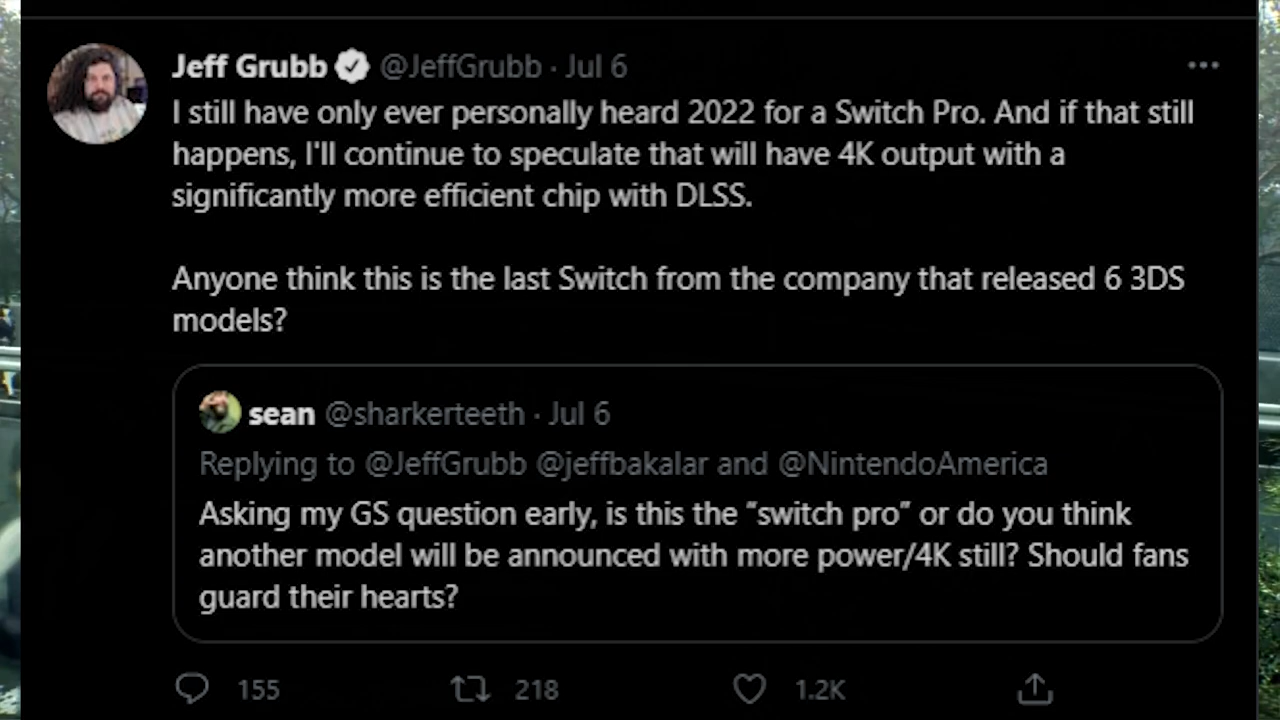 Jeff Grubb @JeffGrubb · Jul 6
I still have only ever personally heard 2022 for a Switch Pro. And if that still
happens, I'll continue to speculate that will have 4K output with a
significantly more efficient chip with DLSS.
Anyone think this is the last Switch from the company that released 6 3DS
models?
sean @sharkerteeth · Jul 6
Replying to @JeffGrubb @jeffbakalar and @NintendoAmerica
Asking my GS question early, is this the “switch pro” or do you think
another model will be announced with more power/4K still? Should fans
guard their hearts?
155 218 1.2K